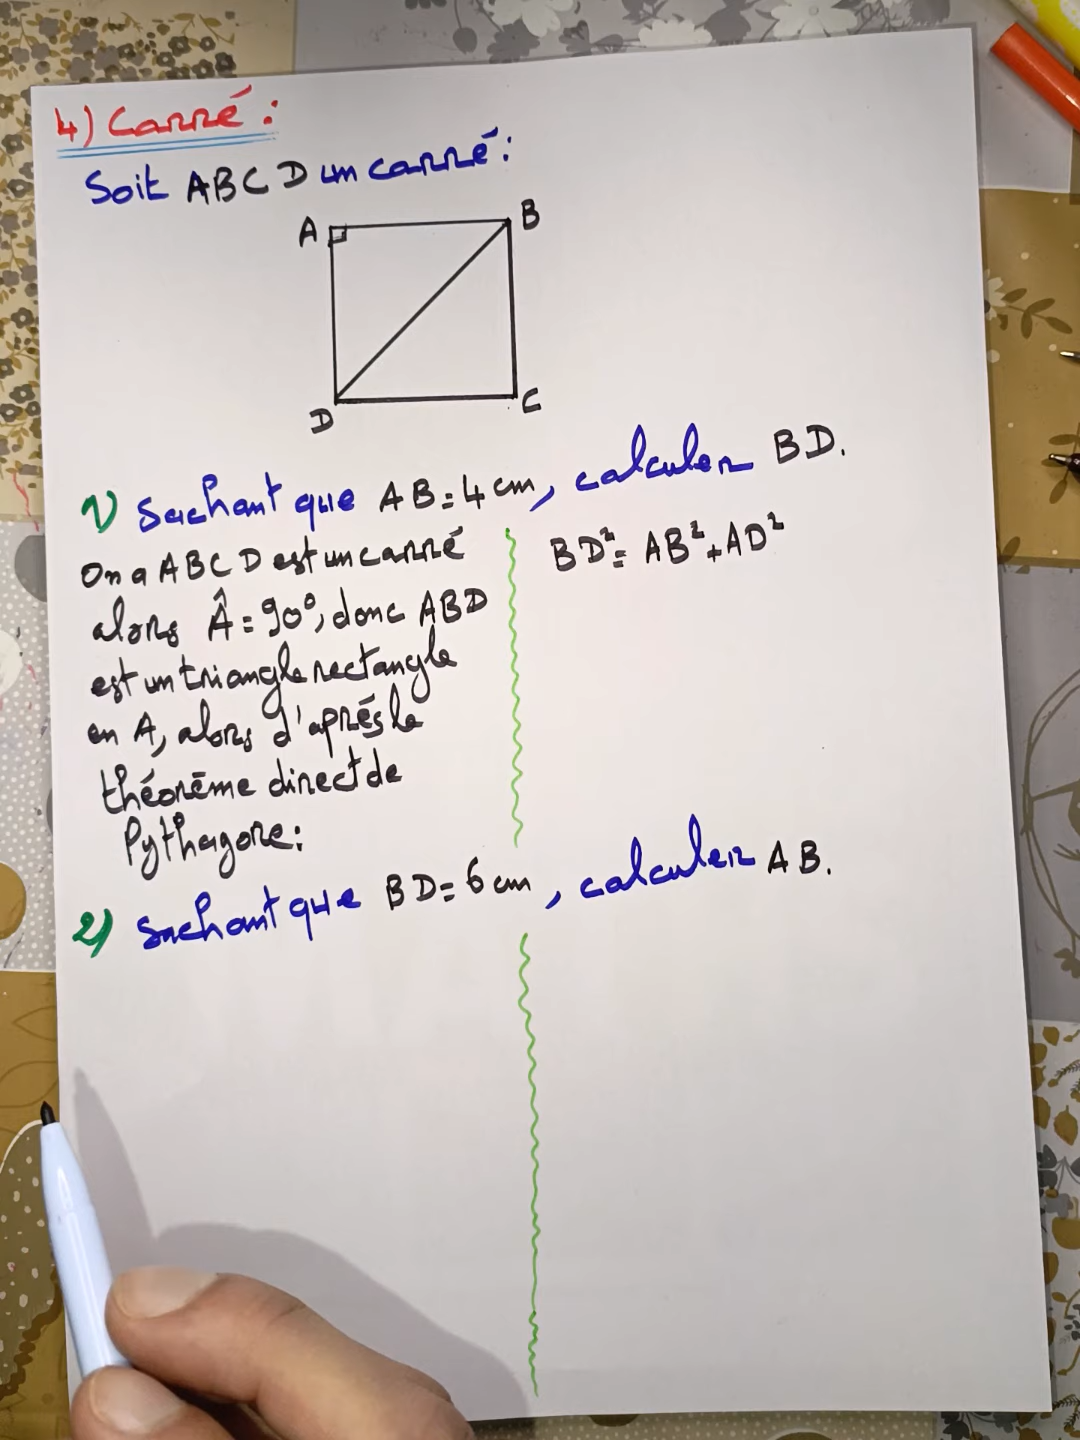 4) Carré :
Soit ABCD un carré :
A
B
D
C
1) Sachant que AB = 4 cm, calculer BD.
On a ABCD est un carré
alors Â = 90°, donc ABD
est un triangle rectangle
en A, alors d'aprés le
théorēme direct de
Pythagore :
BD² = AB² + AD²
2) Sachant que BD = 6 cm, calculer AB.